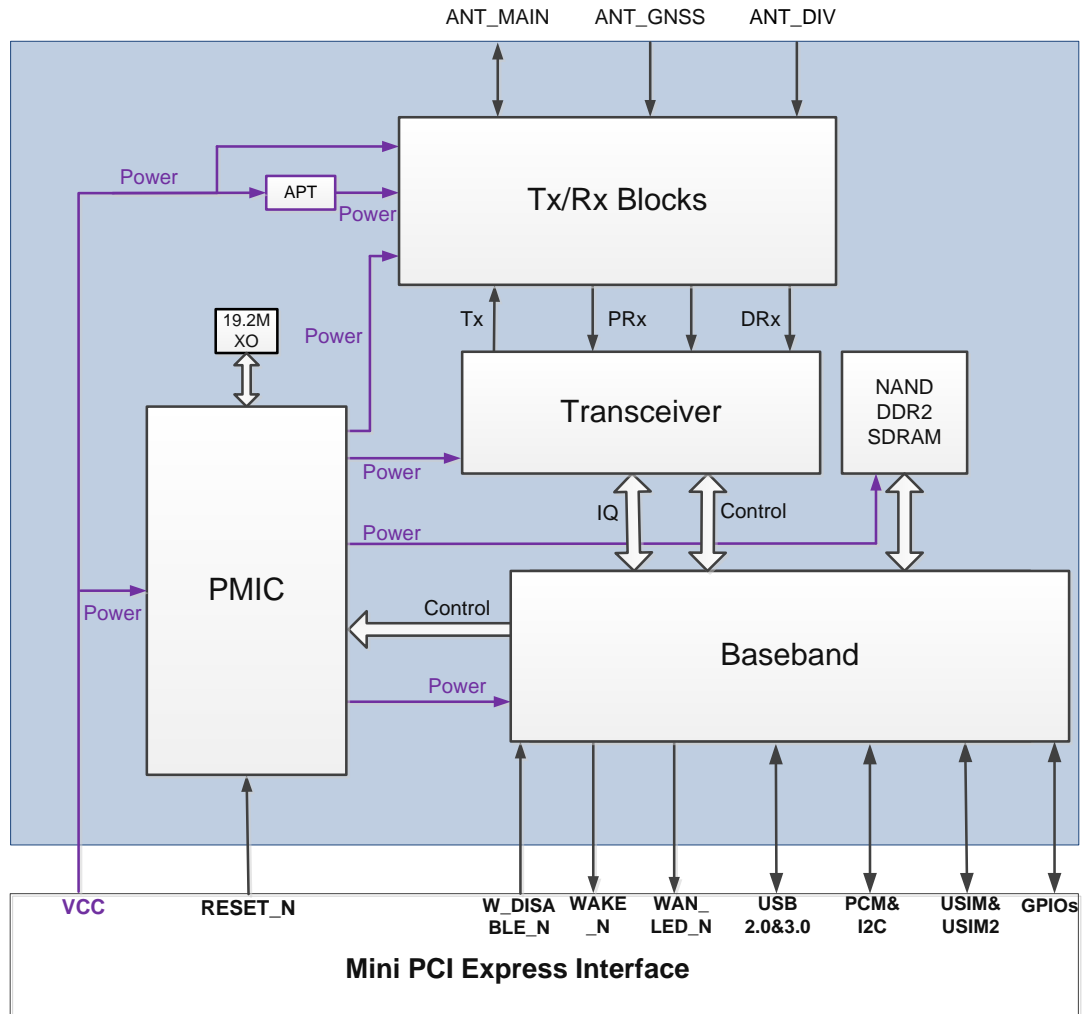 ANT_MAIN ANT_GNSS ANT_DIV
Power
APT
Power
Tx/Rx Blocks
Tx PRx DRx
19.2M
XO
Power
Transceiver
NAND
DDR2
SDRAM
Power
IQ Control
Power
PMIC
Power
Control
Baseband
Power
VCC
RESET_N
W_DISA
BLE_N
WAKE
_N
WAN_
LED_N
USB
2.0&3.0
PCM&
I2C
USIM&
USIM2
GPIOs
Mini PCI Express Interface